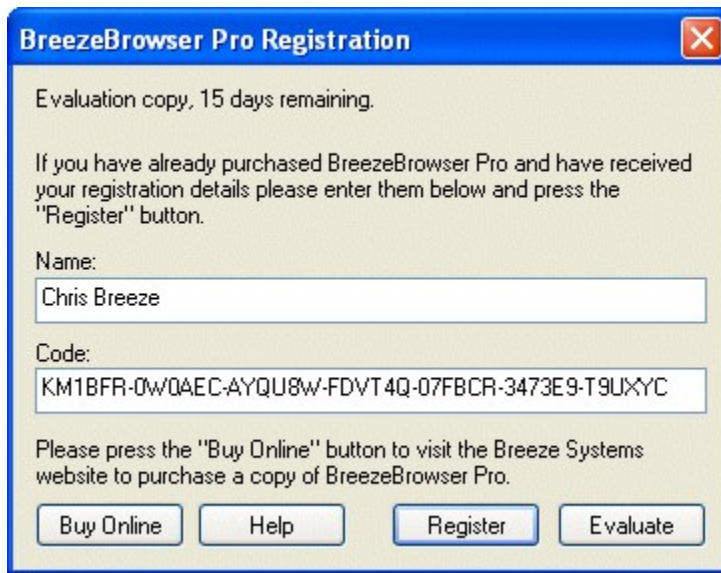 BreezeBrowser Pro Registration
Evaluation copy, 15 days remaining.
If you have already purchased BreezeBrowser Pro and have received
your registration details please enter them below and press the
"Register" button.
Name:
Chris Breeze
Code:
KM1BFR-0W0AEC-AYQU8W-FDVT4Q-07FBCR-3473E9-T9UXYC
Please press the "Buy Online" button to visit the Breeze Systems
website to purchase a copy of BreezeBrowser Pro.
Buy Online Help Register Evaluate